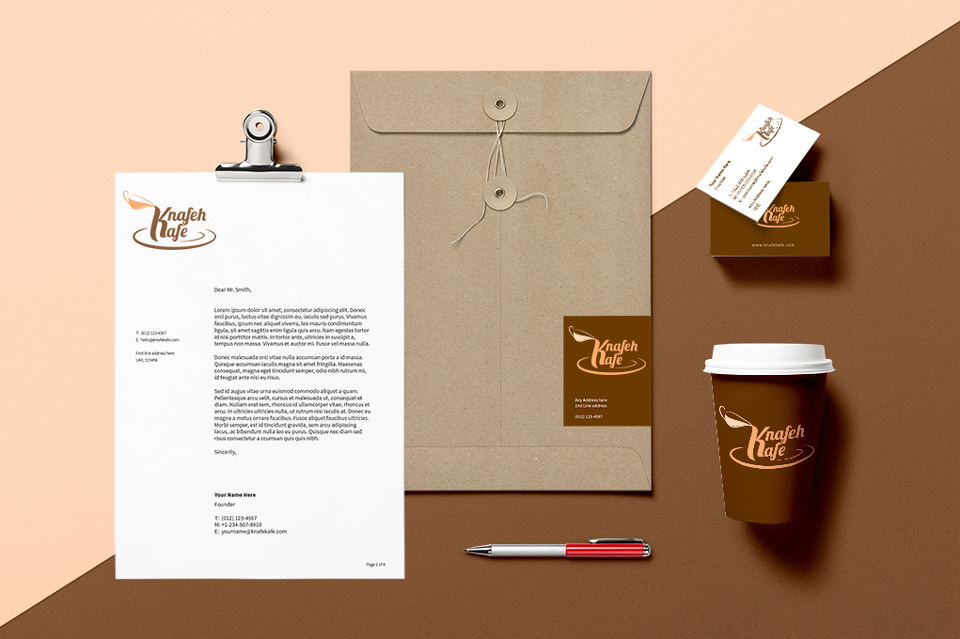 Knafeh
Kafe
Dear Mr. Smith,
T: (012) 123-4567
E: hello@knafekafe.com
First line address here
UAE, 123456
Lorem ipsum dolor sit amet, consectetur adipiscing elit. Donec
orci purus, luctus vitae dignissim eu, iaculis sed purus. Vivamus
faucibus, ipsum nec aliquet viverra, leo mauris condimentum
ligula, sit amet sagittis enim ligula quis arcu. Nam egestas tortor
id nisi porttitor mattis. In tortor ante, ultricies in suscipit a,
tempus non massa. Vivamus et auctor mi. Fusce vel massa nulla.
Donec malesuada orci vitae nulla accumsan porta a id massa.
Quisque accumsan iaculis magna sit amet fringilla. Maecenas
consequat, magna eget tincidunt semper, odio nibh rutrum mi,
id feugiat ante nisi eu risus.
Sed id augue vitae urna euismod commodo aliquet a quam.
Pellentesque arcu velit, cursus et malesuada ut, consequat et
diam. Nullam erat sem, rhoncus id ullamcorper vitae, rhoncus et
arcu. In ultricies ultricies nulla, ut rutrum nisi iaculis at. Donec eu
magna a metus ornare faucibus. Fusce aliquet faucibus ultricies.
Morbi semper, est id tincidunt gravida, sem arcu adipiscing
lacus, ac bibendum nulla leo eu purus. Quisque nec diam sed
risus consectetur a ccumsan quis quis nibh.
Sincerily,
Your Name Here
Founder
T: (012) 123-4567
M: +1-234-567-8910
E: yourname@knafekafe.com
Page 1 of 4
Knafeh
Kafe
Any Address here
2nd Line address
(012) 123-4567
Knafeh
Kafe
Your Name Here
Founder
Any Address here,
UAE
Knafeh
Kafe
www.knafekafe.com
Knafeh
Kafe